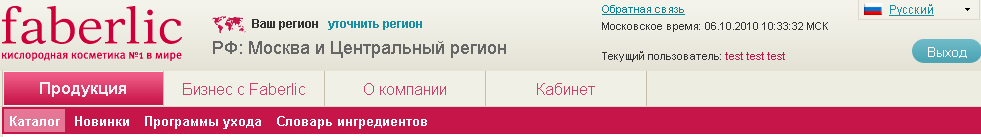 faberlic
кислородная косметика №1 в мире
Ваш регион уточнить регион
РФ: Москва и Центральный регион
Обратная связь
Московское время: 06.10.2010 10:33:32 МСК
Текущий пользователь: test test test
Русский
Выход
Продукция Бизнес с Faberlic О компании Кабинет
Каталог Новинки Программы ухода Словарь ингредиентов